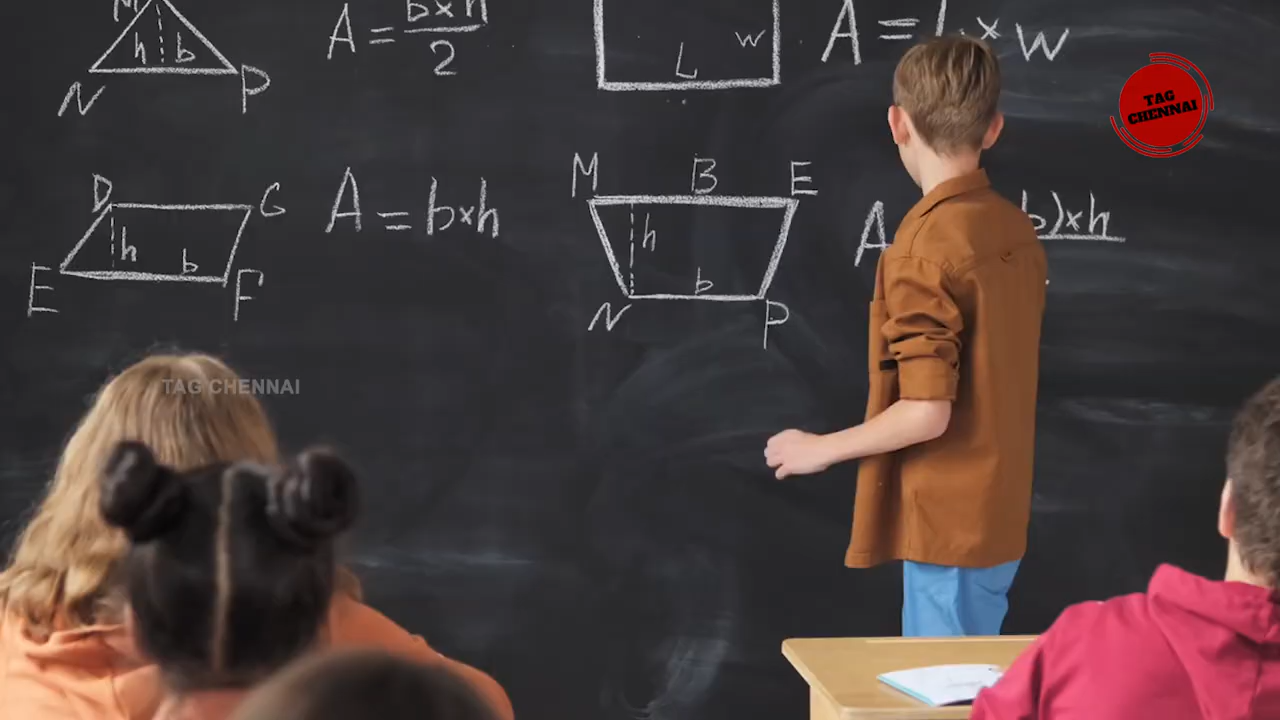 M
h b
N P
A = b×h
2
L w
A = L × w
TAG
CHENNAI
D G
h
b
E F
A = b×h
M B E
h
b
N P
A b)×h
TAG CHENNAI